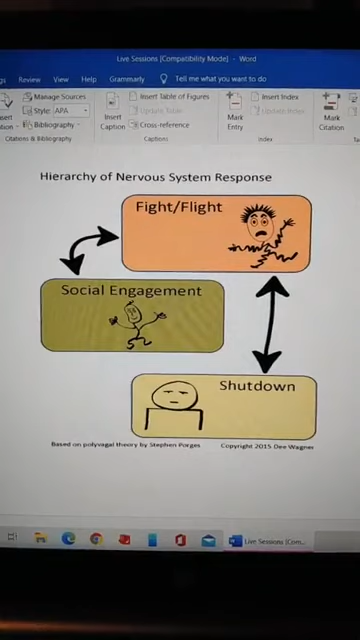 Live Sessions [Compatibility Mode] - Word
Review View Help Grammarly Tell me what you want to do
Manage Sources
Style: APA
Bibliography
Citations & Bibliography
Insert Caption
Insert Table of Figures
Update Table
Cross-reference
Captions
Mark Entry
Insert Index
Update Index
Index
Mark Citation
Hierarchy of Nervous System Response
Fight/Flight
Social Engagement
Shutdown
Based on polyvagal theory by Stephen Porges Copyright 2015 Dee Wagner
Live Sessions [Com...